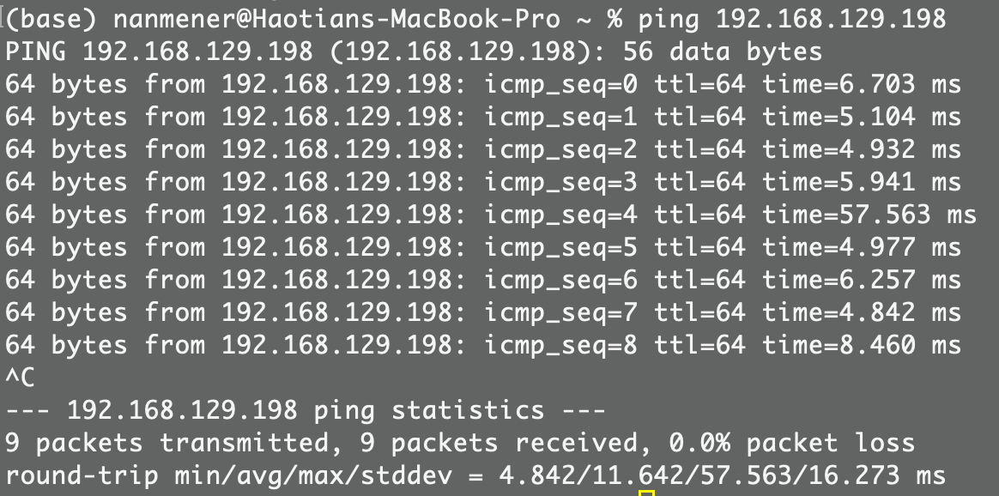 (base) nanmener@Haotians-MacBook-Pro ~ % ping 192.168.129.198
PING 192.168.129.198 (192.168.129.198): 56 data bytes
64 bytes from 192.168.129.198: icmp_seq=0 ttl=64 time=6.703 ms
64 bytes from 192.168.129.198: icmp_seq=1 ttl=64 time=5.104 ms
64 bytes from 192.168.129.198: icmp_seq=2 ttl=64 time=4.932 ms
64 bytes from 192.168.129.198: icmp_seq=3 ttl=64 time=5.941 ms
64 bytes from 192.168.129.198: icmp_seq=4 ttl=64 time=57.563 ms
64 bytes from 192.168.129.198: icmp_seq=5 ttl=64 time=4.977 ms
64 bytes from 192.168.129.198: icmp_seq=6 ttl=64 time=6.257 ms
64 bytes from 192.168.129.198: icmp_seq=7 ttl=64 time=4.842 ms
64 bytes from 192.168.129.198: icmp_seq=8 ttl=64 time=8.460 ms
^C
--- 192.168.129.198 ping statistics ---
9 packets transmitted, 9 packets received, 0.0% packet loss
round-trip min/avg/max/stddev = 4.842/11.642/57.563/16.273 ms